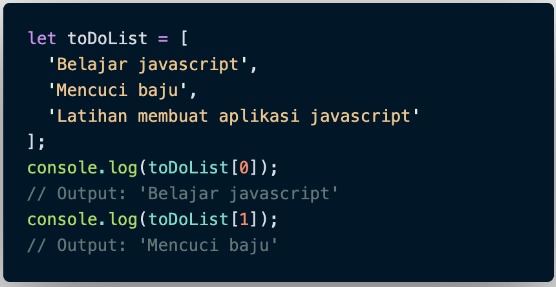 let toDoList = [
  'Belajar javascript',
  'Mencuci baju',
  'Latihan membuat aplikasi javascript'
];
console.log(toDoList[0]);
// Output: 'Belajar javascript'
console.log(toDoList[1]);
// Output: 'Mencuci baju'